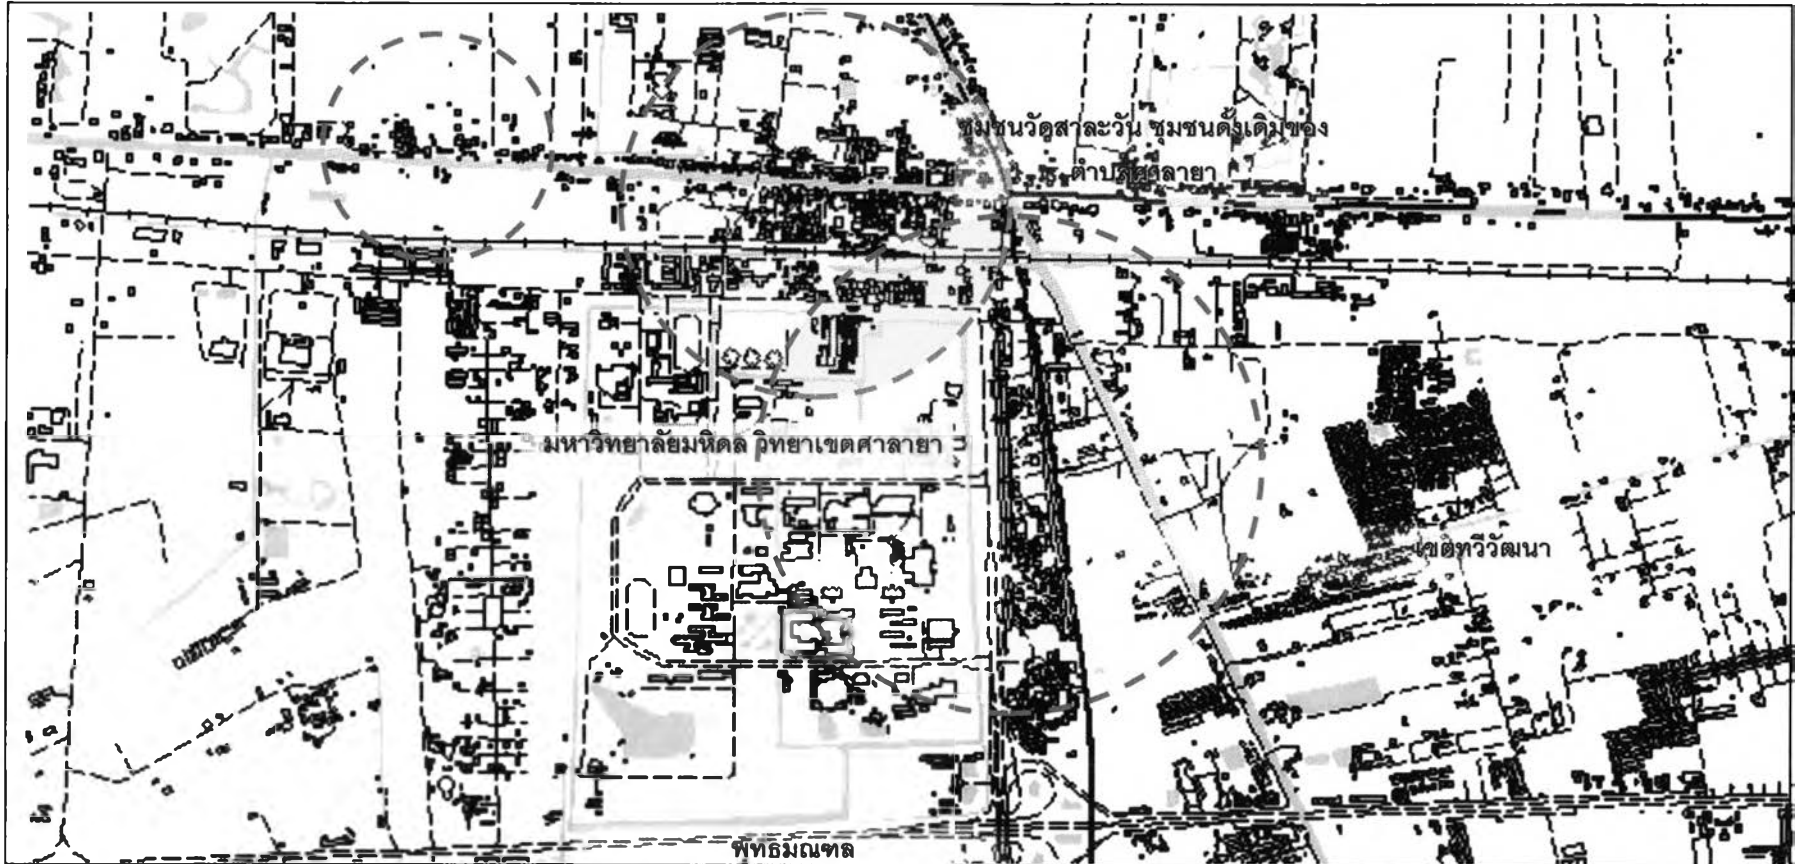 ชุมชนวัดสาละวัน ชุมชนดั้งเดิมของ
ตำบลศาลายา
มหาวิทยาลัยมหิดล วิทยาเขตศาลายา
เขตทวีวัฒนา
พุทธมณฑล